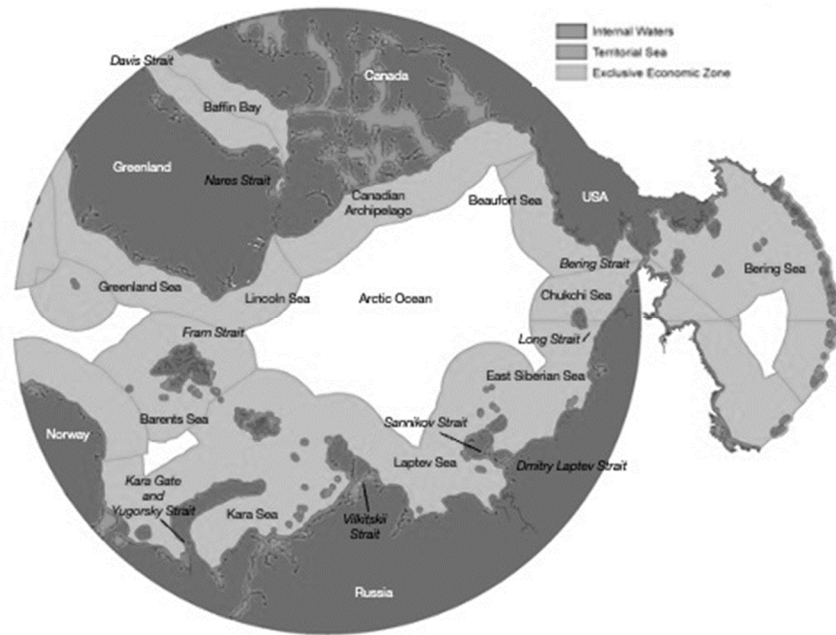 Internal Waters
Territorial Sea
Exclusive Economic Zone
Davis Strait
Canada
Baffin Bay
Greenland
Nares Strait
Canadian
Archipelago
Beaufort Sea
USA
Bering Strait
Bering Sea
Greenland Sea
Lincoln Sea
Arctic Ocean
Chukchi Sea
Fram Strait
Long Strait
East Siberian Sea
Barents Sea
Norway
Sannikov Strait
Laptev Sea
Dmitry Laptev Strait
Kara Gate
and
Yugorsky Strait
Kara Sea
Vilkitskii
Strait
Russia